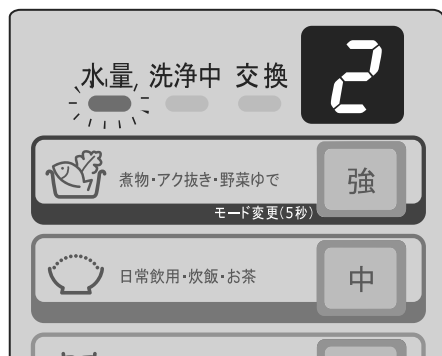 水量 洗浄中 交換 2
煮物・アク抜き・野菜ゆで 強
モード変更(5秒)
日常飲用・炊飯・お茶 中